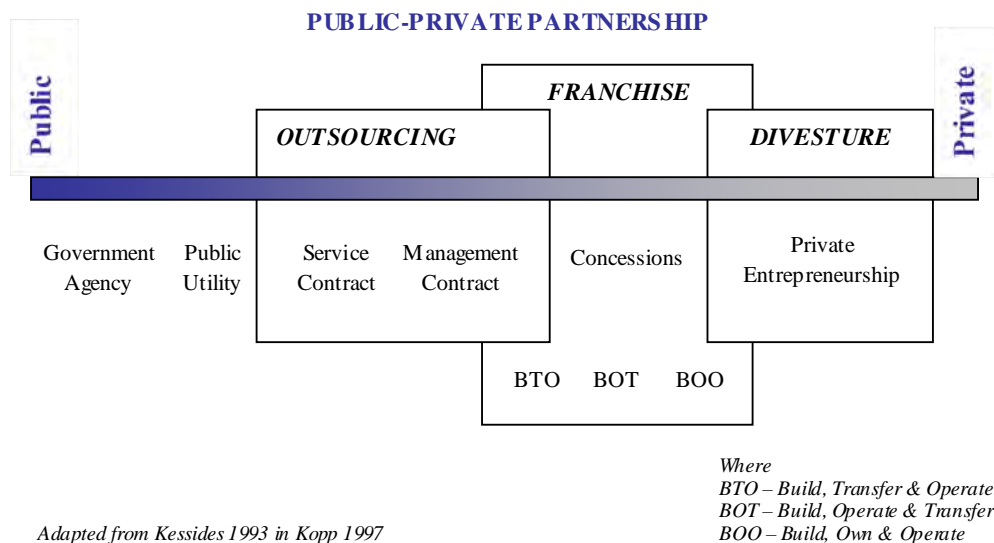 PUBLIC-PRIVATE PARTNERSHIP
Public
Private
FRANCHISE
OUTSOURCING
DIVESTURE
Government
Agency
Public
Utility
Service
Contract
Management
Contract
Concessions
Private
Entrepreneurship
BTO BOT BOO
Where
BTO – Build, Transfer & Operate
BOT – Build, Operate & Transfer
BOO – Build, Own & Operate
Adapted from Kessides 1993 in Kopp 1997